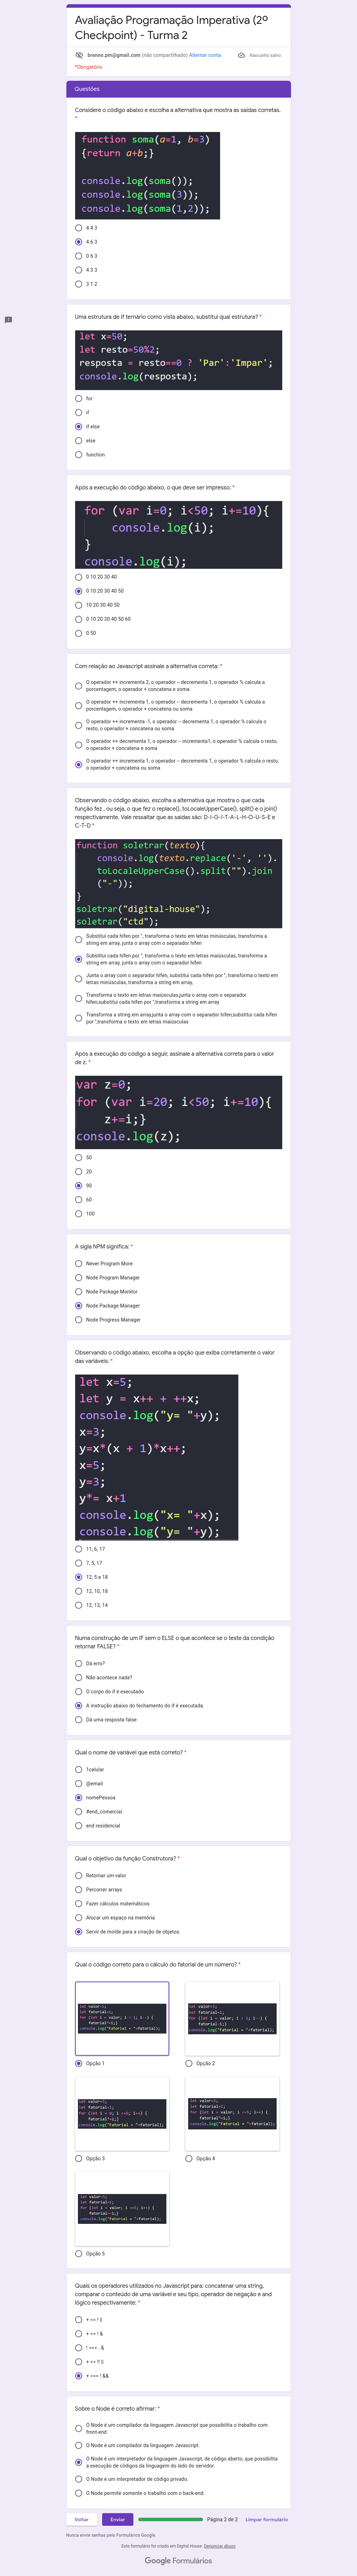 Avaliação Programação Imperativa (2º
Checkpoint) - Turma 2
brenno.pm@gmail.com (não compartilhado) Alternar conta
Rascunho salvo.
*Obrigatório
Questões
Considere o código abaixo e escolha a alternativa que mostra as saídas corretas.
*
function soma(a=1, b=3)
{return a+b;}
console.log(soma());
console.log(soma(3));
console.log(soma(1,2));
4 4 3
4 6 3
0 6 3
4 3 3
3 1 2
Uma estrutura de if ternário como vista abaixo, substitui qual estrutura? *
let x=50;
let resto=50%2;
resposta = resto==0 ? 'Par':'Impar';
console.log(resposta);
for
if
if else
else
function
Após a execução do código abaixo, o que deve ser impresso: *
for (var i=0; i<50; i+=10){
console.log(i);
}
console.log(i);
0 10 20 30 40
0 10 20 30 40 50
10 20 30 40 50
0 10 20 30 40 50 60
0 50
Com relação ao Javascript assinale a alternativa correta: *
O operador ++ incrementa 2, o operador -- decrementa 1, o operador % calcula a
porcentagem, o operador + concatena e soma
O operador ++ incrementa 1, o operador -- decrementa 1, o operador % calcula a
porcentagem, o operador + concatena ou soma
O operador ++ incrementa -1, o operador -- decrementa 1, o operador % calcula o
resto, o operador + concatena ou soma
O operador ++ decrementa 1, o operador -- incrementa1, o operador % calcula o resto,
o operador + concatena e soma
O operador ++ incrementa 1, o operador -- decrementa 1, o operador % calcula o resto,
o operador + concatena ou soma
Observando o código abaixo, escolha a alternativa que mostra o que cada
função fez , ou seja, o que fez o replace(), toLocaleUpperCase(), split() e o join()
respectivamente. Vale ressaltar que as saídas são: D-I-G-I-T-A-L-H-O-U-S-E e
C-T-D *
function soletrar(texto){
console.log(texto.replace('-', '').
toLocaleUpperCase().split("").join
("-"));
}
soletrar("digital-house");
soletrar("ctd");
Substitui cada hífen por '', transforma o texto em letras minúsculas, transforma a
string em array, junta o array com o separador hífen
Substitui cada hífen por '', transforma o texto em letras maiúsculas, transforma a
string em array, junta o array com o separador hífen
Junta o array com o separador hífen, substitui cada hífen por '', transforma o texto em
letras minúsculas, transforma a string em array,
Transforma o texto em letras maiúsculas,junta o array com o separador
hífen,substitui cada hífen por '',transforma a string em array
Transforma a string em array,junta o array com o separador hífen,substitui cada hífen
por '',transforma o texto em letras maiúsculas
Após a execução do código a seguir, assinale a alternativa correta para o valor
de z. *
var z=0;
for (var i=20; i<50; i+=10){
z+=i;}
console.log(z);
50
20
90
60
100
A sigla NPM significa: *
Never Program More
Node Program Manager
Node Package Monitor
Node Package Manager
Node Progress Manager
Observando o código abaixo, escolha a opção que exiba corretamente o valor
das variáveis: *
let x=5;
let y = x++ + ++x;
console.log("y= "+y);
x=3;
y=x*(x + 1)*x++;
x=5;
y=3;
y*= x+1
console.log("x= "+x);
console.log("y= "+y);
11, 6, 17
7, 5, 17
12, 5 e 18
12, 10, 18
12, 13, 14
Numa construção de um IF sem o ELSE o que acontece se o teste da condição
retornar FALSE? *
Dá erro?
Não acontece nada?
O corpo do if é executado
A instrução abaixo do fechamento do if é executada.
Dá uma resposta false
Qual o nome de variável que está correto? *
1celular
@email
nomePessoa
#end_comercial
end residencial
Qual o objetivo da função Construtora? *
Retornar um valor
Percorrer arrays
Fazer cálculos matemáticos
Alocar um espaço na memória
Servir de molde para a criação de objetos.
Qual o código correto para o cálculo do fatorial de um número? *
Opção 1
Opção 2
Opção 3
Opção 4
Opção 5
Quais os operadores utilizados no Javascript para: concatenar uma string,
comparar o conteúdo de uma variável e seu tipo, operador de negação e and
lógico respectivamente: *
+ == ! ||
+ == ! &
+ === ! &&
Sobre o Node é correto afirmar: *
O Node é um compilador da linguagem Javascript que possibilita o trabalho com
front-end.
O Node é um compilador da linguagem Javascript.
O Node é um interpretador da linguagem Javascript, de código aberto, que possibilita
a execução de códigos da linguagem do lado do servidor.
O Node é um interpretador de código privado.
O Node permite somente o trabalho com o back-end.
Voltar
Enviar
Página 2 de 2
Limpar formulário
Nunca envie senhas pelo Formulários Google.
Este formulário foi criado em Digital House. Denunciar abuso
Google Formulários